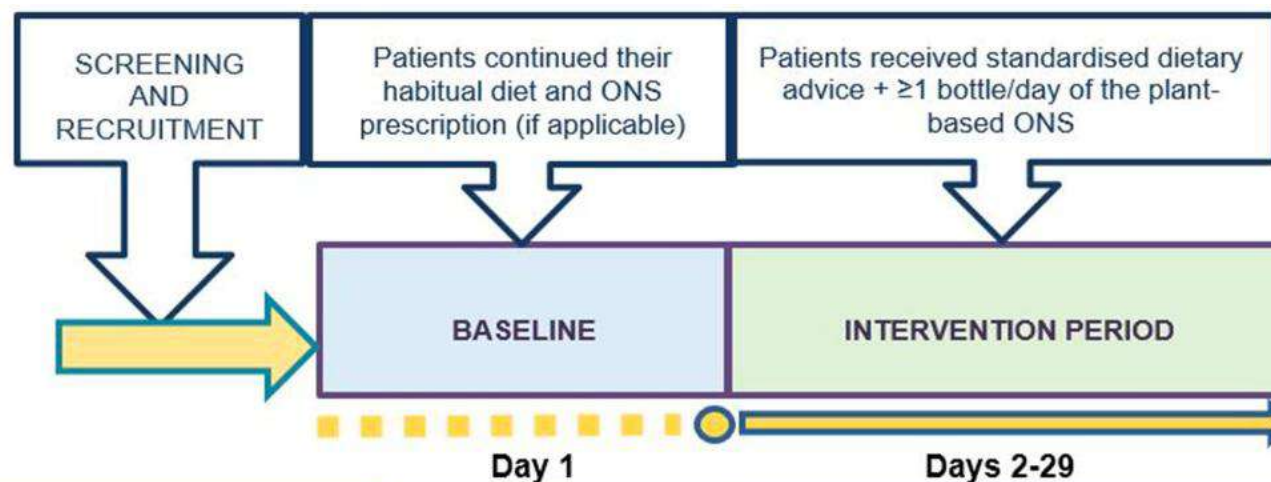 SCREENING
AND
RECRUITMENT
Patients continued their
habitual diet and ONS
prescription (if applicable)
Patients received standardised dietary
advice + ≥1 bottle/day of the plant-
based ONS
BASELINE
INTERVENTION PERIOD
Day 1
Days 2-29